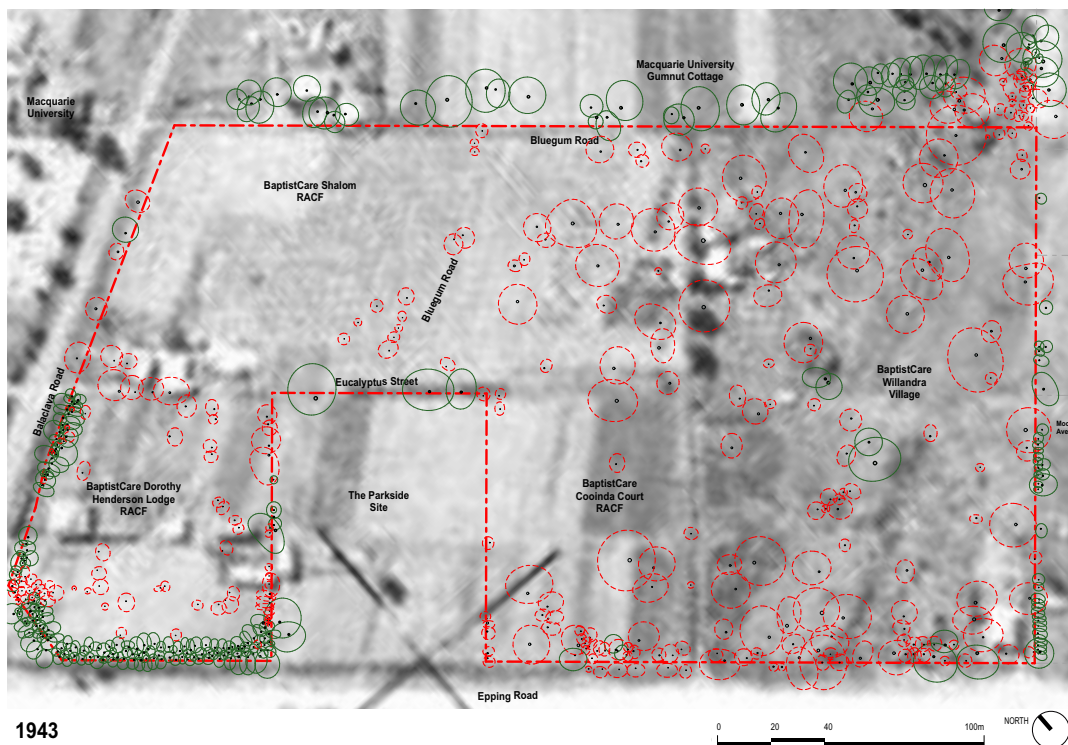 Macquarie University
Gumnut Cottage
Macquarie
University
Bluegum Road
BaptistCare Shalom
RACF
Bluegum Road
Balaclava Road
Eucalyptus Street
BaptistCare
Willandra
Village
BaptistCare Dorothy
Henderson Lodge
RACF
The Parkside
Site
BaptistCare
Cooinda Court
RACF
Epping Road
1943
0 20 40 100m
NORTH